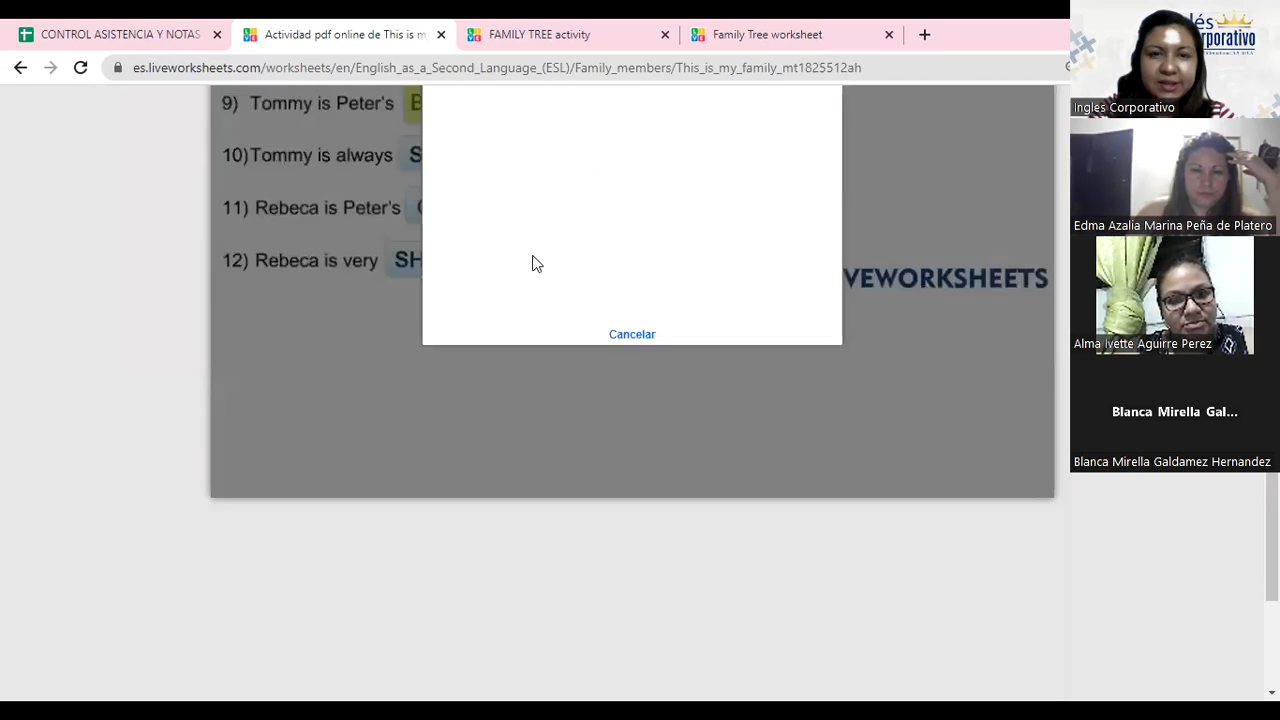 CONTROL ASISTENCIA Y NOTAS
Actividad pdf online de This is m
FAMILY TREE activity
Family Tree worksheet
es.liveworksheets.com/worksheets/en/English_as_a_Second_Language_(ESL)/Family_members/This_is_my_family_mt1825512ah
9) Tommy is Peter's B
10)Tommy is always S
11) Rebeca is Peter's
12) Rebeca is very SH
VEWORKSHEETS
Cancelar
lés
orporativo
Ingles Corporativo
Edma Azalia Marina Peña de Platero
Alma Ivette Aguirre Perez
Blanca Mirella Gal...
Blanca Mirella Galdamez Hernandez